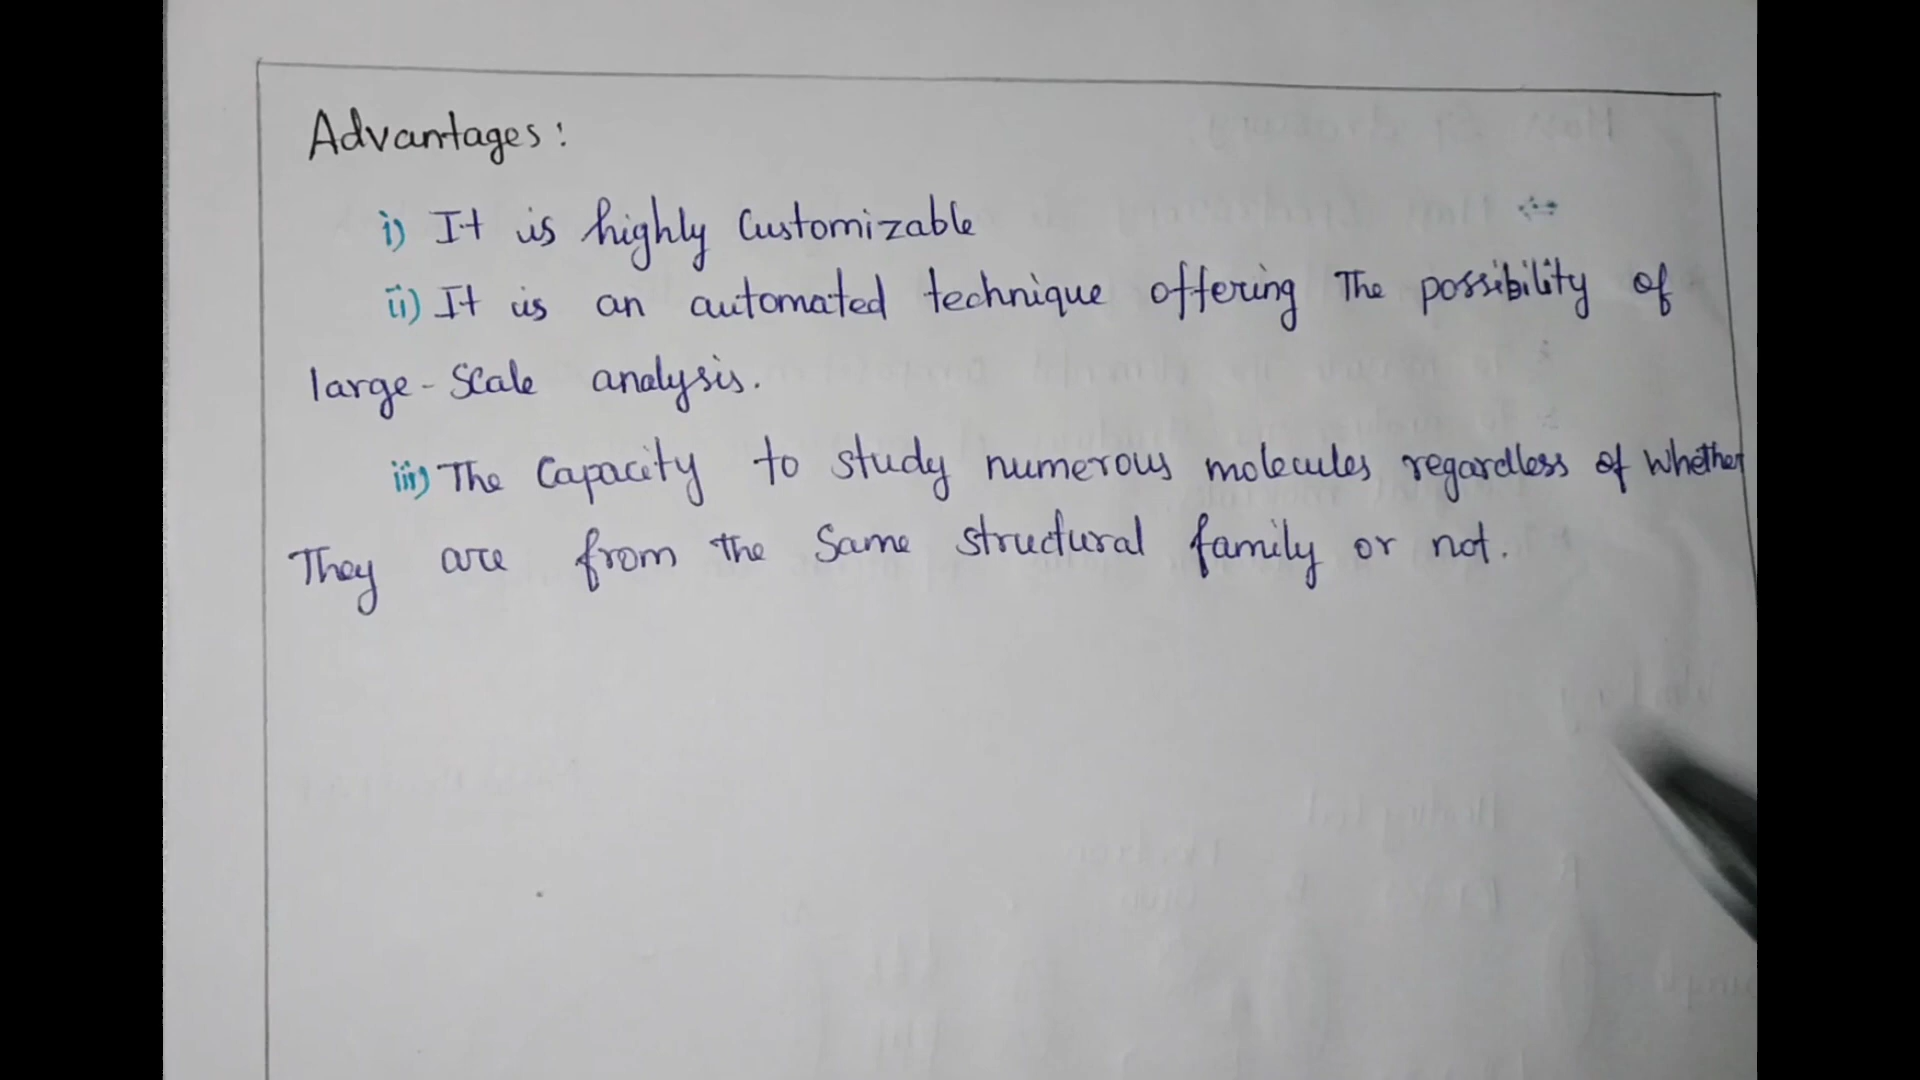 Advantages:
i) It is highly Customizable
ii) It is an automated technique offering The possibility of
large-Scale analysis.
iii) The Capacity to study numerous molecules regardless of whether
They are from the Same structural family or not.